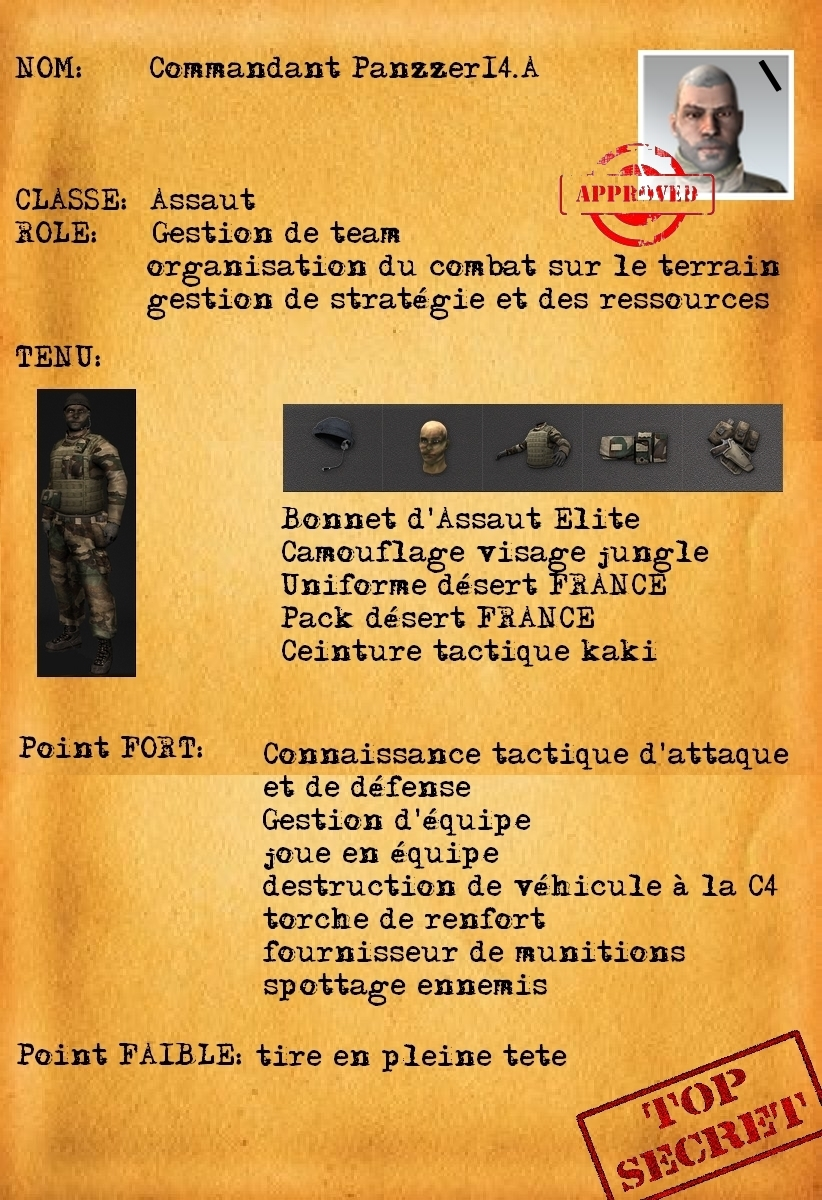 NOM: Commandant PanzzerI4.A
APPROVED
CLASSE: Assaut
ROLE: Gestion de team
organisation du combat sur le terrain
gestion de stratégie et des ressources
TENU:
Bonnet d'Assaut Elite
Camouflage visage jungle
Uniforme désert FRANCE
Pack désert FRANCE
Ceinture tactique kaki
Point FORT: Connaissance tactique d'attaque
et de défense
Gestion d'équipe
joue en équipe
destruction de véhicule à la C4
torche de renfort
fournisseur de munitions
spottage ennemis
Point FAIBLE: tire en pleine tete
TOP
SECRET